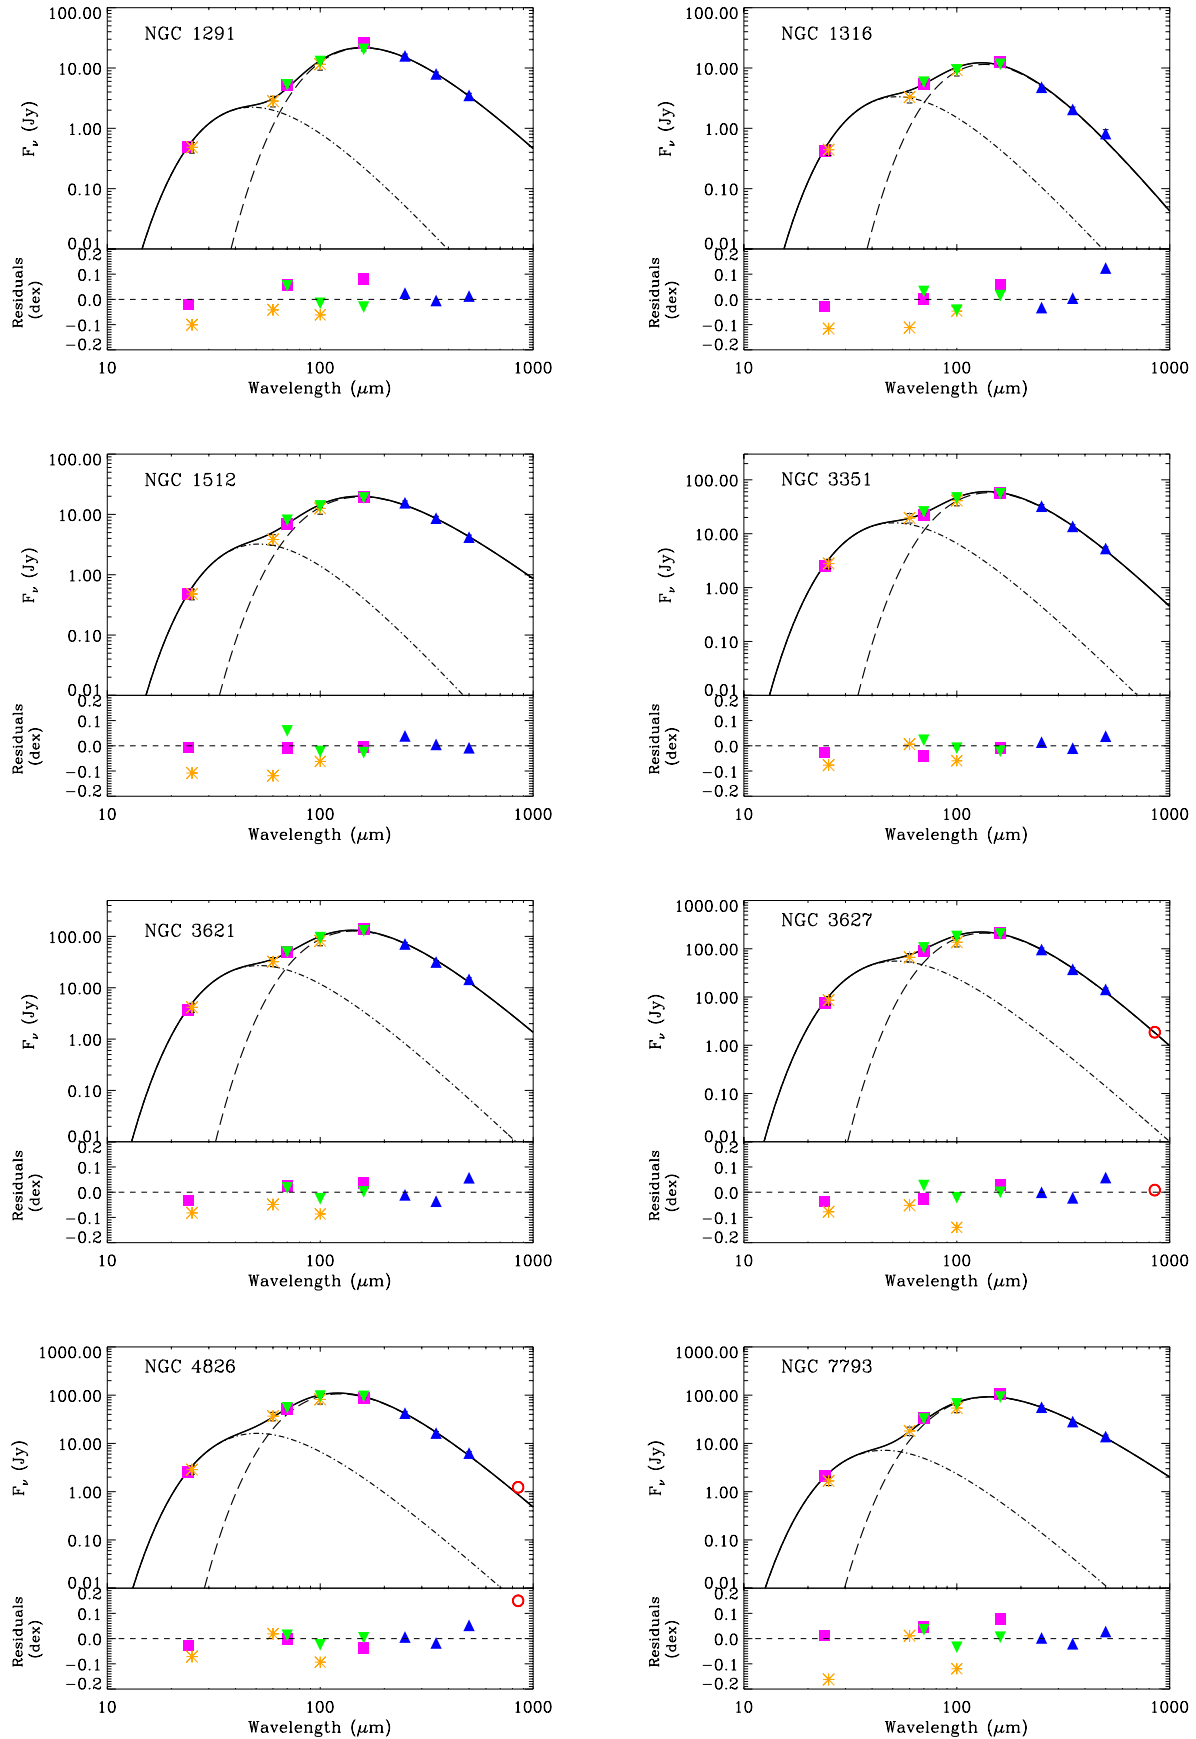 NGC 1291
100.00
10.00
1.00
0.10
0.01
F_ν (Jy)
0.2
0.1
0.0
-0.1
-0.2
Residuals
(dex)
10
100
1000
Wavelength (μm)
NGC 1316
100.00
10.00
1.00
0.10
0.01
F_ν (Jy)
0.2
0.1
0.0
-0.1
-0.2
Residuals
(dex)
10
100
1000
Wavelength (μm)
NGC 1512
100.00
10.00
1.00
0.10
0.01
F_ν (Jy)
0.2
0.1
0.0
-0.1
-0.2
Residuals
(dex)
10
100
1000
Wavelength (μm)
NGC 3351
100.00
10.00
1.00
0.10
0.01
F_ν (Jy)
0.2
0.1
0.0
-0.1
-0.2
Residuals
(dex)
10
100
1000
Wavelength (μm)
NGC 3621
100.00
10.00
1.00
0.10
0.01
F_ν (Jy)
0.2
0.1
0.0
-0.1
-0.2
Residuals
(dex)
10
100
1000
Wavelength (μm)
NGC 3627
1000.00
100.00
10.00
1.00
0.10
0.01
F_ν (Jy)
0.2
0.1
0.0
-0.1
-0.2
Residuals
(dex)
10
100
1000
Wavelength (μm)
NGC 4826
1000.00
100.00
10.00
1.00
0.10
0.01
F_ν (Jy)
0.2
0.1
0.0
-0.1
-0.2
Residuals
(dex)
10
100
1000
Wavelength (μm)
NGC 7793
1000.00
100.00
10.00
1.00
0.10
0.01
F_ν (Jy)
0.2
0.1
0.0
-0.1
-0.2
Residuals
(dex)
10
100
1000
Wavelength (μm)